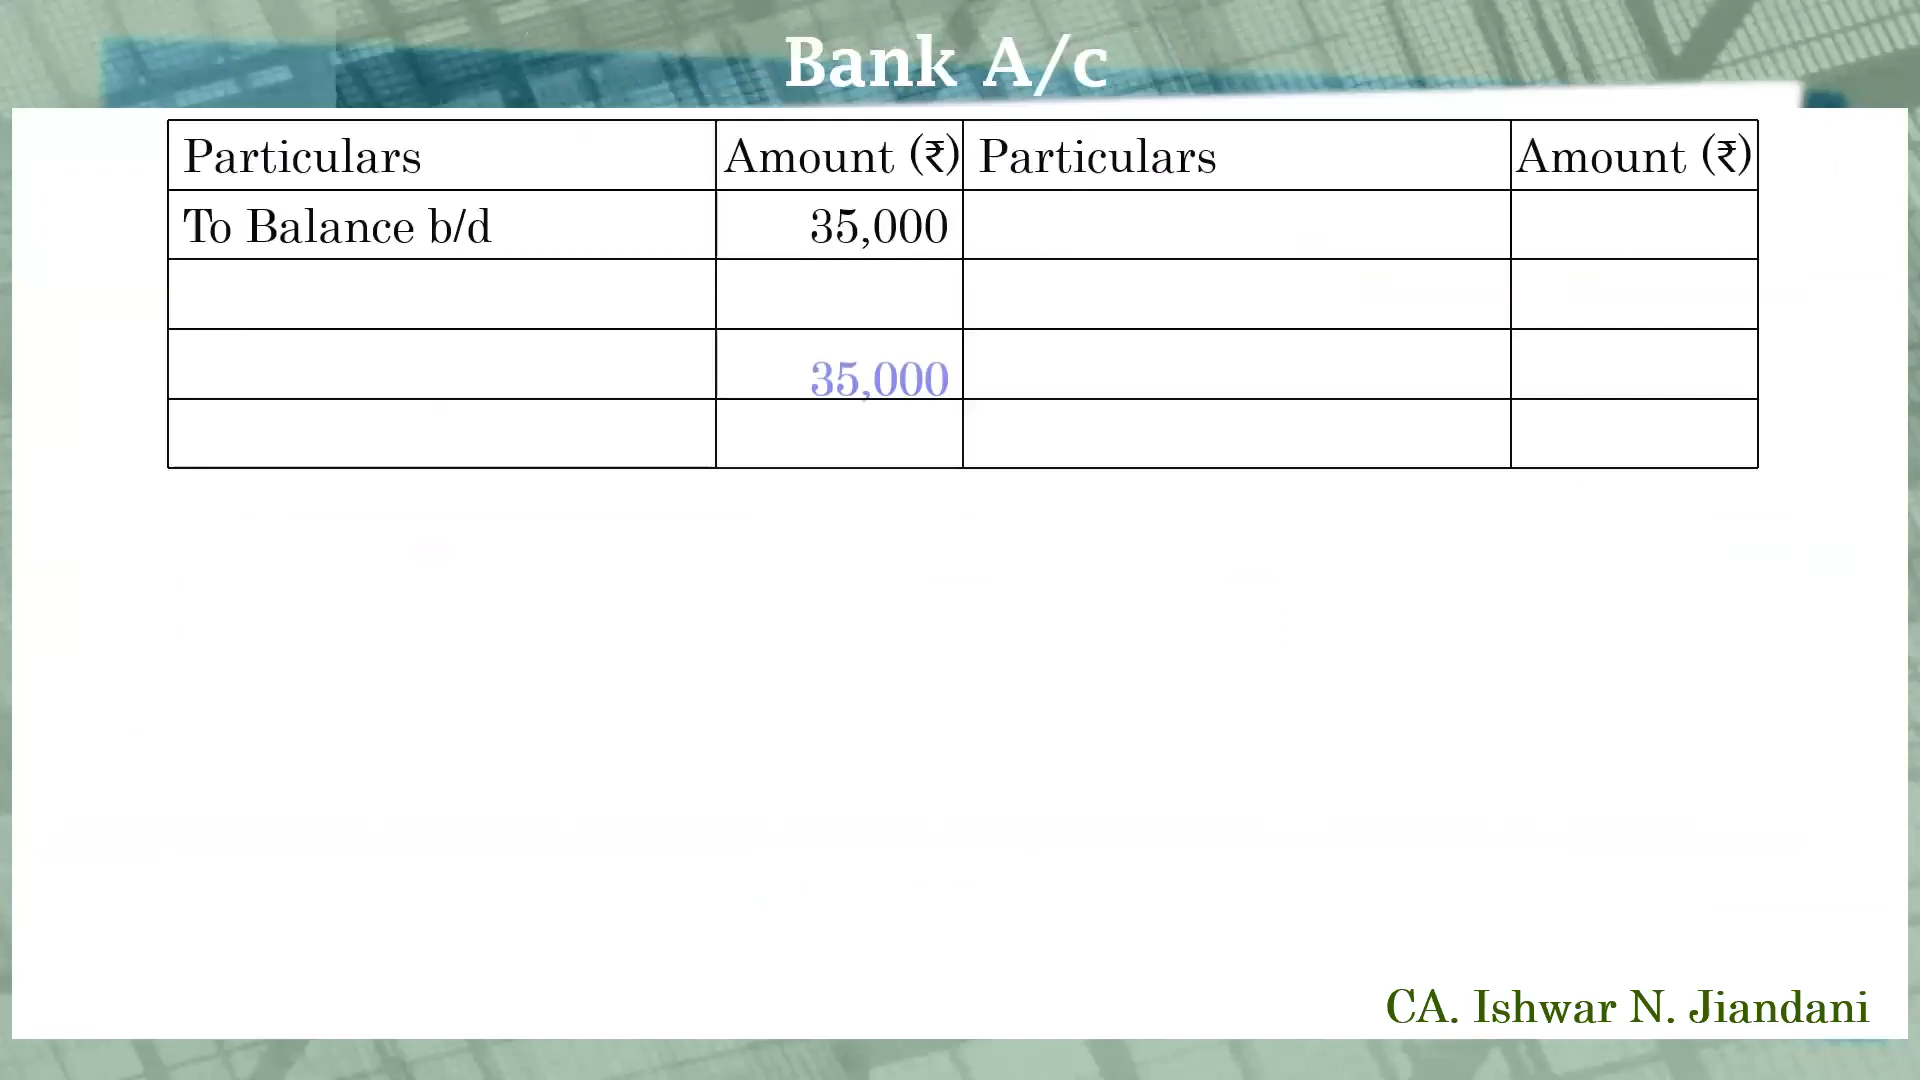 Bank A/c
Particulars Amount (₹) Particulars Amount (₹)
To Balance b/d 35,000
35,000
CA. Ishwar N. Jiandani